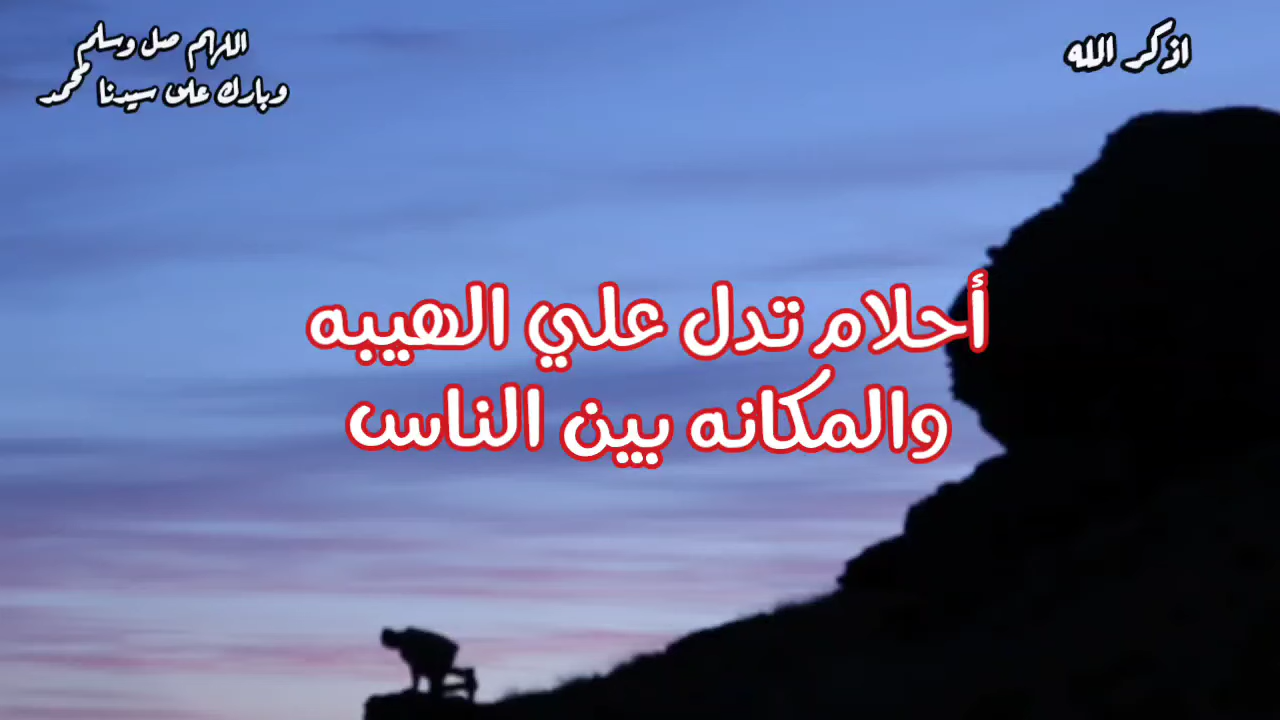 اذكر الله
اللهم صل وسلم
وبارك على سيدنا محمد
أحلام تدل علي الهيبه
والمكانه بين الناس